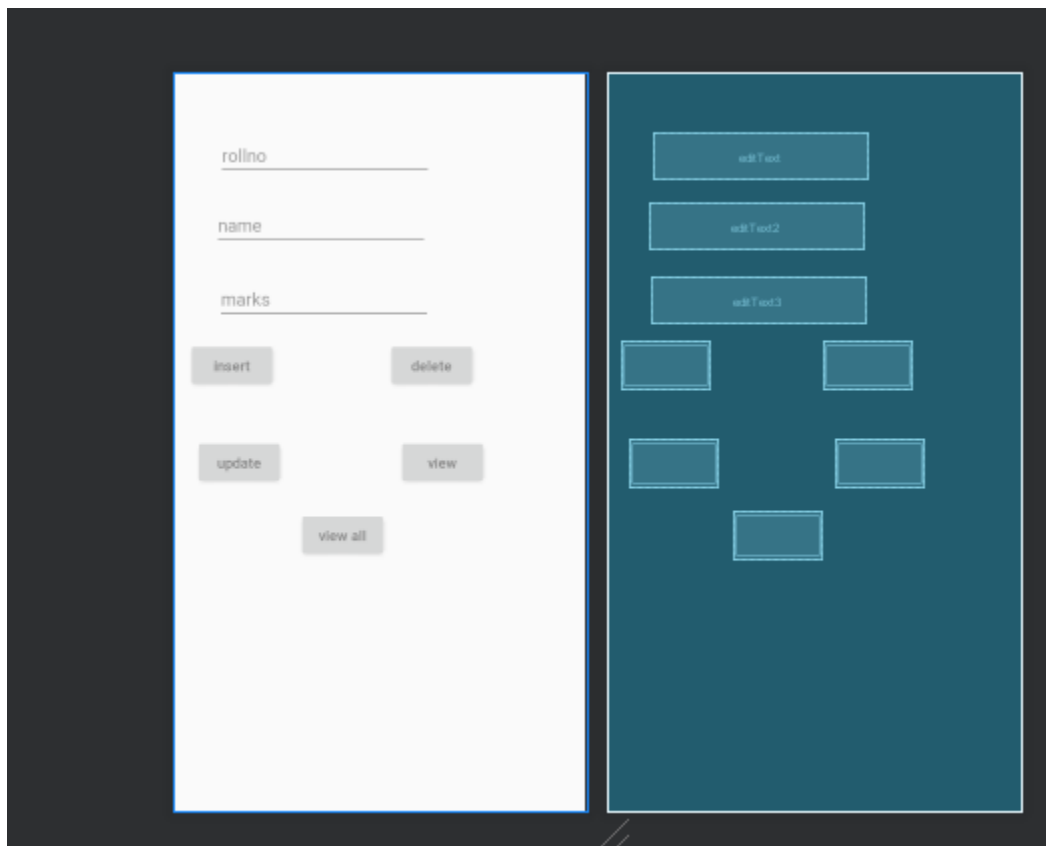 rollno
name
marks
insert delete
update view
view all
editText
editText2
editText3